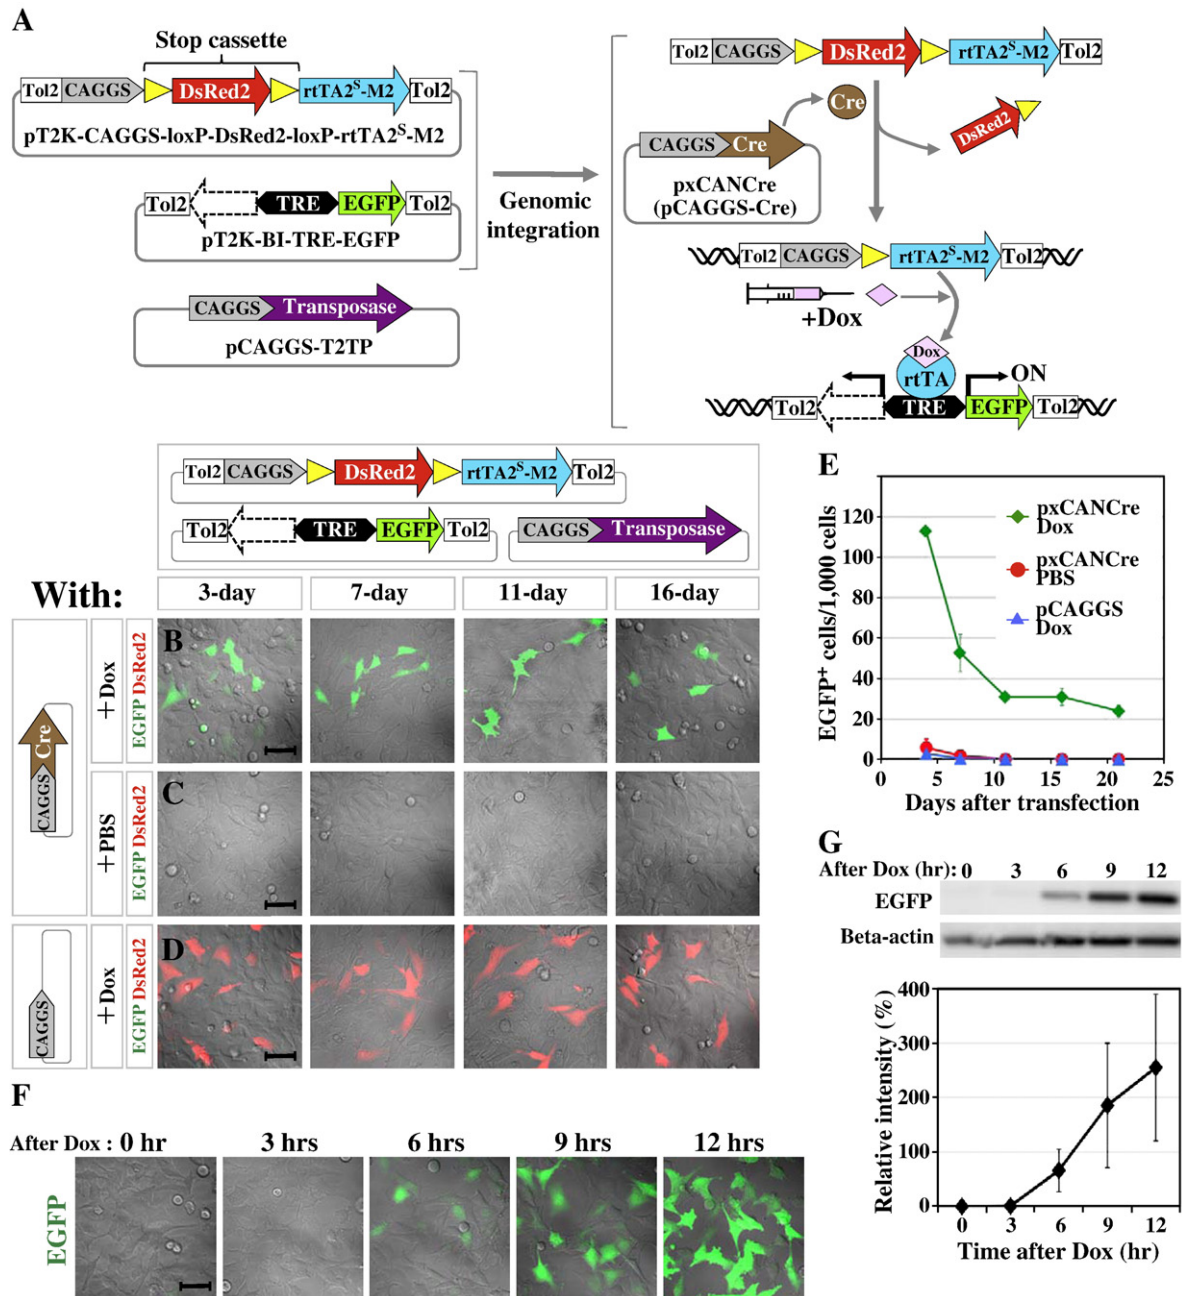 A
Stop cassette
Tol2 CAGGS DsRed2 rtTA2S-M2 Tol2
pT2K-CAGGS-loxP-DsRed2-loxP-rtTA2S-M2
Tol2 TRE EGFP Tol2
pT2K-BI-TRE-EGFP
CAGGS Transposase
pCAGGS-T2TP
Genomic
integration
Tol2 CAGGS DsRed2 rtTA2S-M2 Tol2
Cre
DsRed2
CAGGS Cre
pxCANCre
(pCAGGS-Cre)
Tol2 CAGGS rtTA2S-M2 Tol2
+Dox
Dox
rtTA
ON
Tol2 TRE EGFP Tol2
Tol2 CAGGS DsRed2 rtTA2S-M2 Tol2
Tol2 TRE EGFP Tol2
CAGGS Transposase
With:
3-day 7-day 11-day 16-day
CAGGS Cre
+Dox
EGFP DsRed2
B
+PBS
EGFP DsRed2
C
CAGGS
+Dox
EGFP DsRed2
D
E
EGFP+ cells/1,000 cells
120
100
80
60
40
20
0
0 5 10 15 20 25
Days after transfection
pxCANCre
Dox
pxCANCre
PBS
pCAGGS
Dox
F
After Dox : 0 hr 3 hrs 6 hrs 9 hrs 12 hrs
EGFP
G
After Dox (hr): 0 3 6 9 12
EGFP
Beta-actin
Relative intensity (%)
400
300
200
100
0
0 3 6 9 12
Time after Dox (hr)